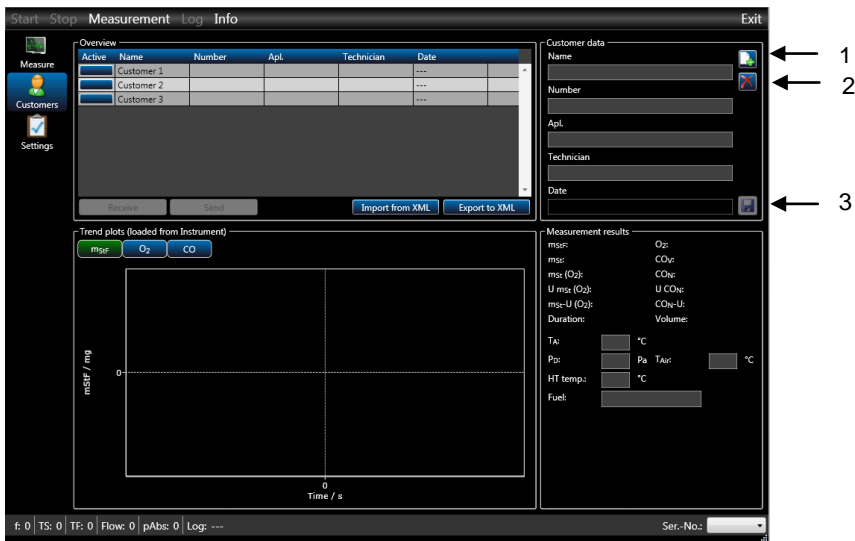 Start Stop Measurement Log Info Exit
Measure
Customers
Settings
Overview
Active Name Number Apl. Technician Date
Customer 1 ---
Customer 2 ---
Customer 3 ---
Receive Send Import from XML Export to XML
Customer data
Name
Number
Apl.
Technician
Date
1
2
3
Trend plots (loaded from Instrument)
mStF O2 CO
mStF / mg
0
0
Time / s
Measurement results
mStF: O2:
mSt: COV:
mSt (O2): CON:
U mSt (O2): U CON:
mSt-U (O2): CON-U:
Duration: Volume:
TA: °C
PD: Pa TAir: °C
HT temp.: °C
Fuel:
f: 0 TS: 0 TF: 0 Flow: 0 pAbs: 0 Log: --- Ser.-No.: